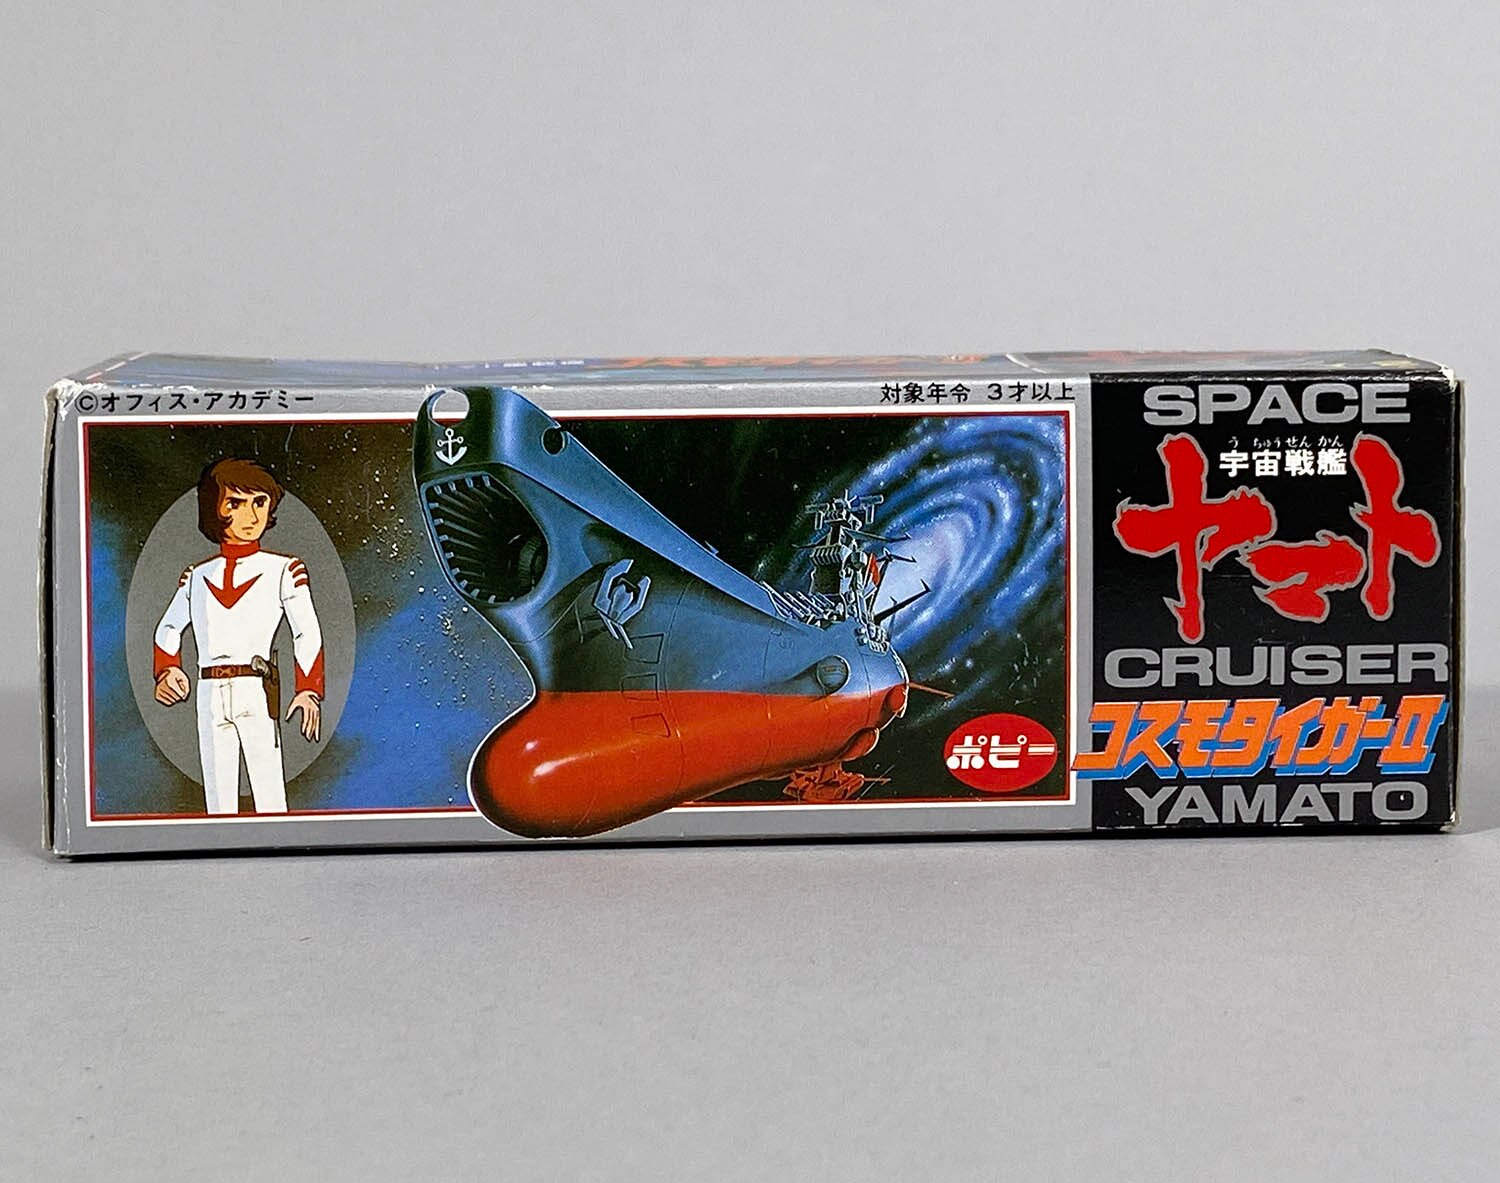 ©オフィス・アカデミー
対象年令 3才以上
SPACE
うちゅうせんかん
宇宙戦艦
ヤマト
CRUISER
コスモタイガーII
YAMATO
ポピー